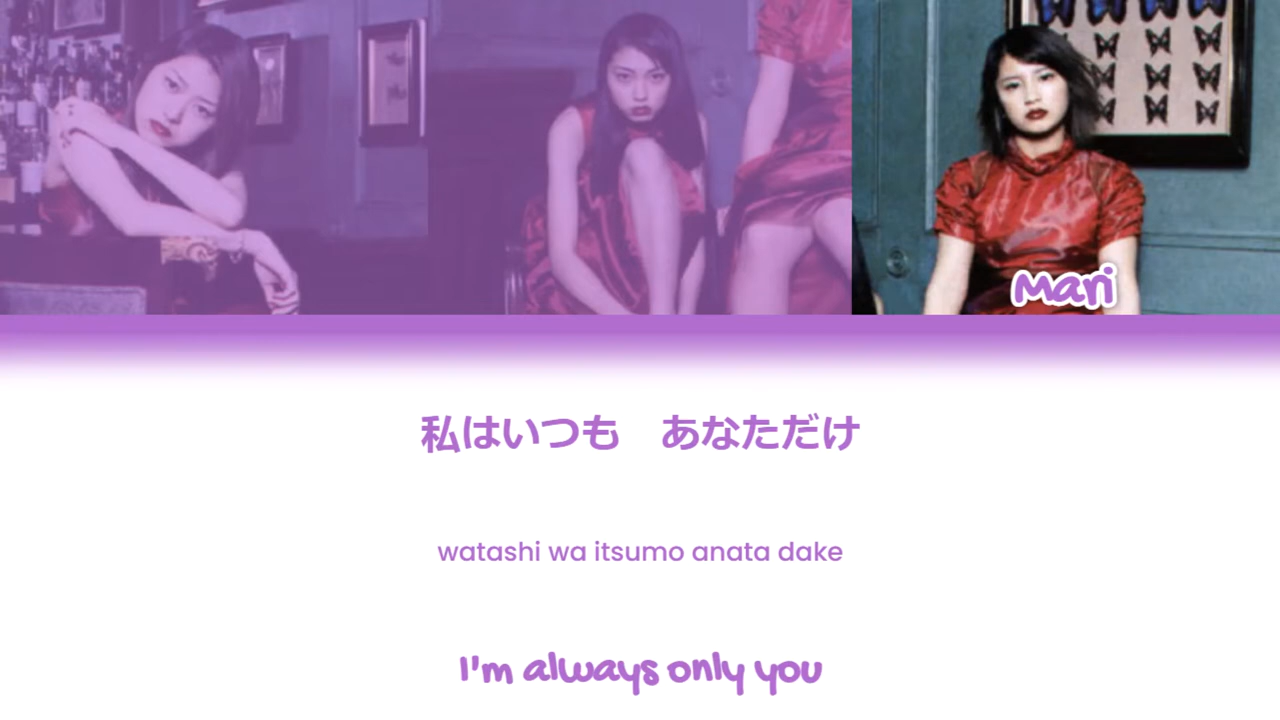 Mari
私はいつも　あなただけ
watashi wa itsumo anata dake
I'm always only you